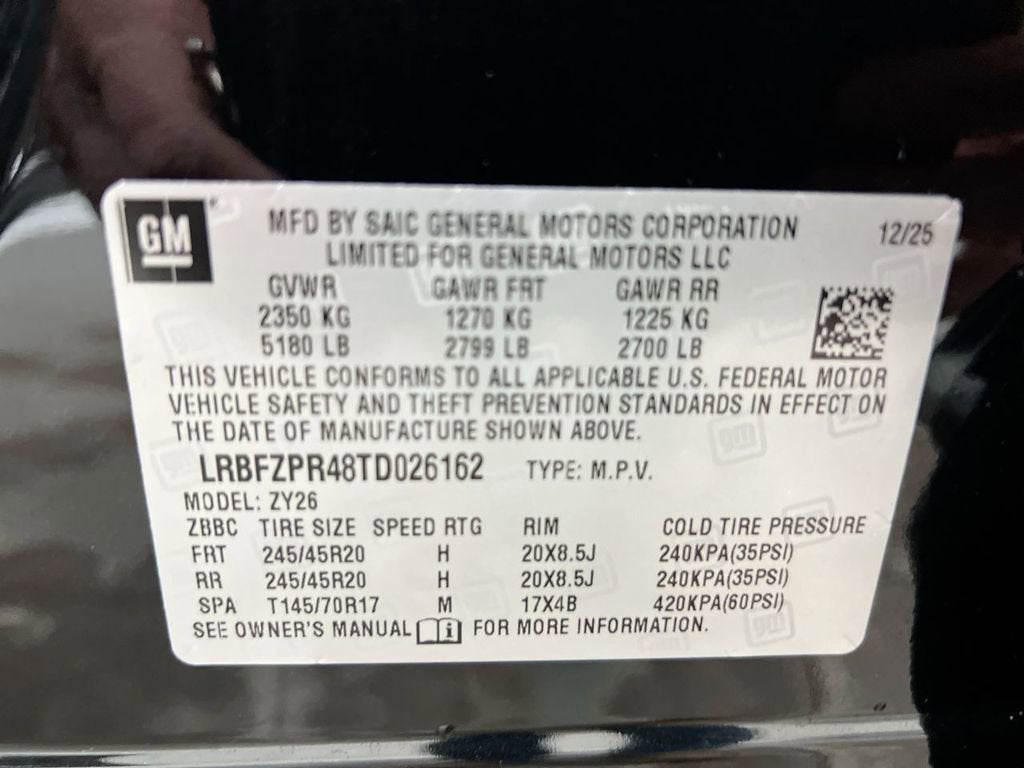 GM MFD BY SAIC GENERAL MOTORS CORPORATION 12/25
LIMITED FOR GENERAL MOTORS LLC
GVWR GAWR FRT GAWR RR
2350 KG 1270 KG 1225 KG
5180 LB 2799 LB 2700 LB
THIS VEHICLE CONFORMS TO ALL APPLICABLE U.S. FEDERAL MOTOR
VEHICLE SAFETY AND THEFT PREVENTION STANDARDS IN EFFECT ON
THE DATE OF MANUFACTURE SHOWN ABOVE.
LRBFZPR48TD026162 TYPE: M.P.V.
MODEL: ZY26
ZBBC TIRE SIZE SPEED RTG RIM COLD TIRE PRESSURE
FRT 245/45R20 H 20X8.5J 240KPA(35PSI)
RR 245/45R20 H 20X8.5J 240KPA(35PSI)
SPA T145/70R17 M 17X4B 420KPA(60PSI)
SEE OWNER'S MANUAL i FOR MORE INFORMATION.